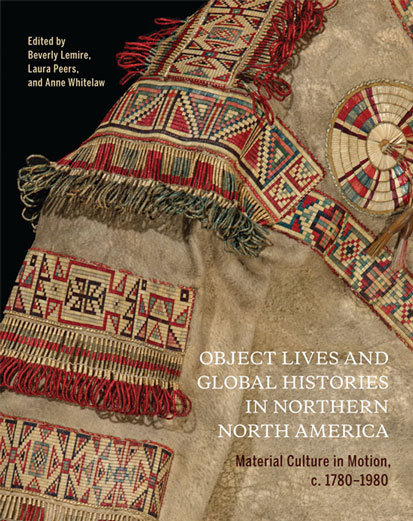 Edited by
Beverly Lemire,
Laura Peers,
and Anne Whitelaw
OBJECT LIVES AND
GLOBAL HISTORIES
IN NORTHERN
NORTH AMERICA
Material Culture in Motion,
c. 1780–1980